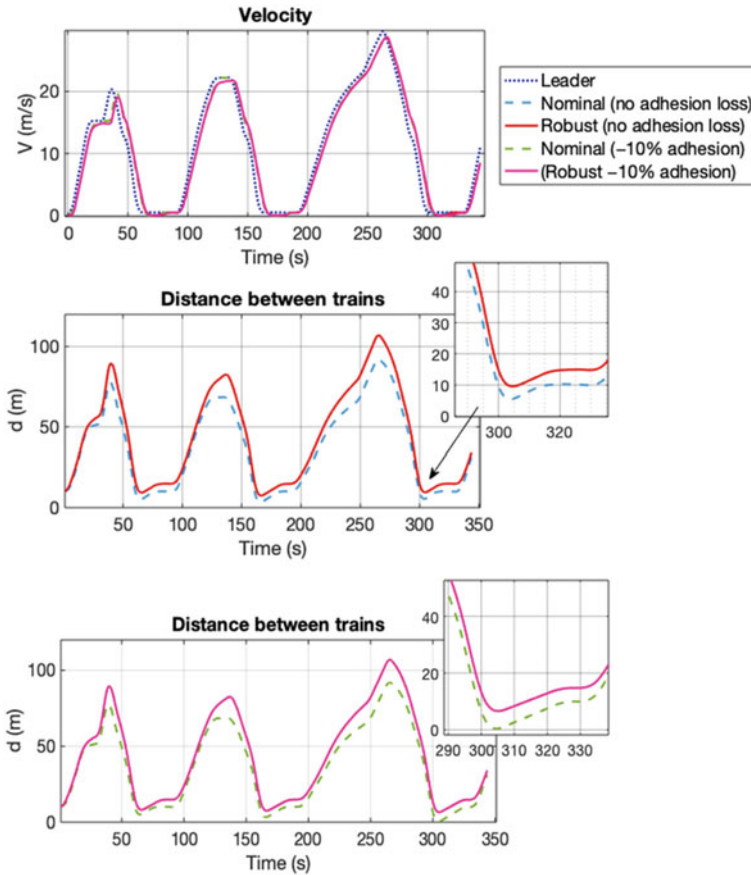 Velocity
20
10
0
V (m/s)
0 50 100 150 200 250 300
Time (s)
Leader
Nominal (no adhesion loss)
Robust (no adhesion loss)
Nominal (−10% adhesion)
(Robust −10% adhesion)
Distance between trains
100
50
0
d (m)
50 100 150 200 250 300 350
Time (s)
40
30
20
10
0
300 320
Distance between trains
100
50
0
d (m)
50 100 150 200 250 300 350
Time (s)
40
20
0
290 300 310 320 330